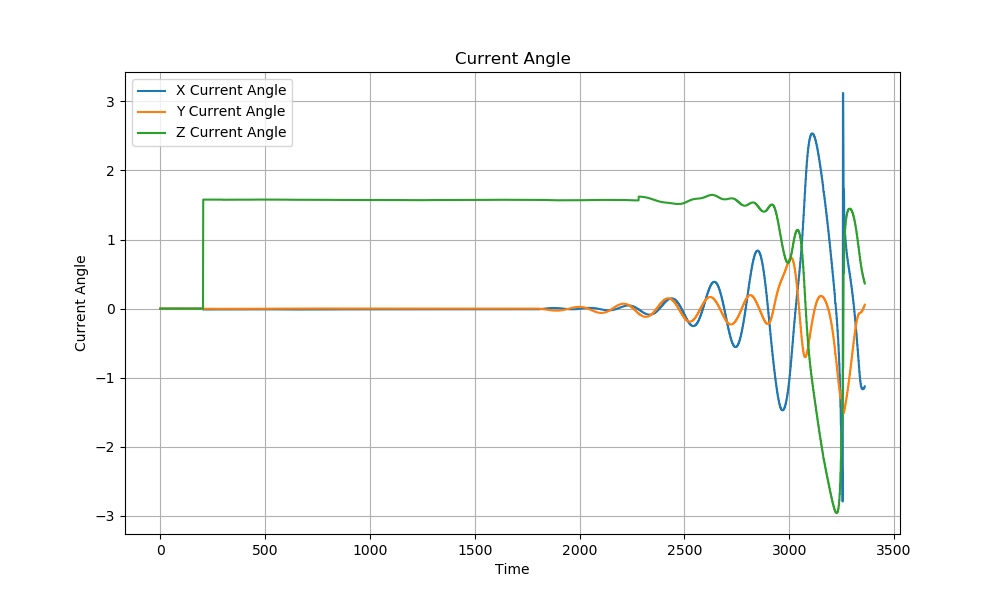 Current Angle
X Current Angle
Y Current Angle
Z Current Angle
Current Angle
3
2
1
0
−1
−2
−3
0 500 1000 1500 2000 2500 3000 3500
Time